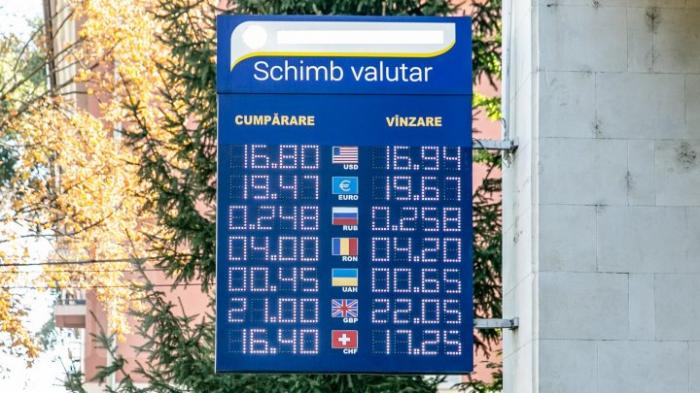 Schimb valutar
CUMPĂRARE VÎNZARE
16.80 USD 16.94
19.47 EURO 19.67
0.248 RUB 0.258
04.00 RON 04.20
00.45 UAH 00.65
21.00 GBP 22.05
16.40 CHF 17.25